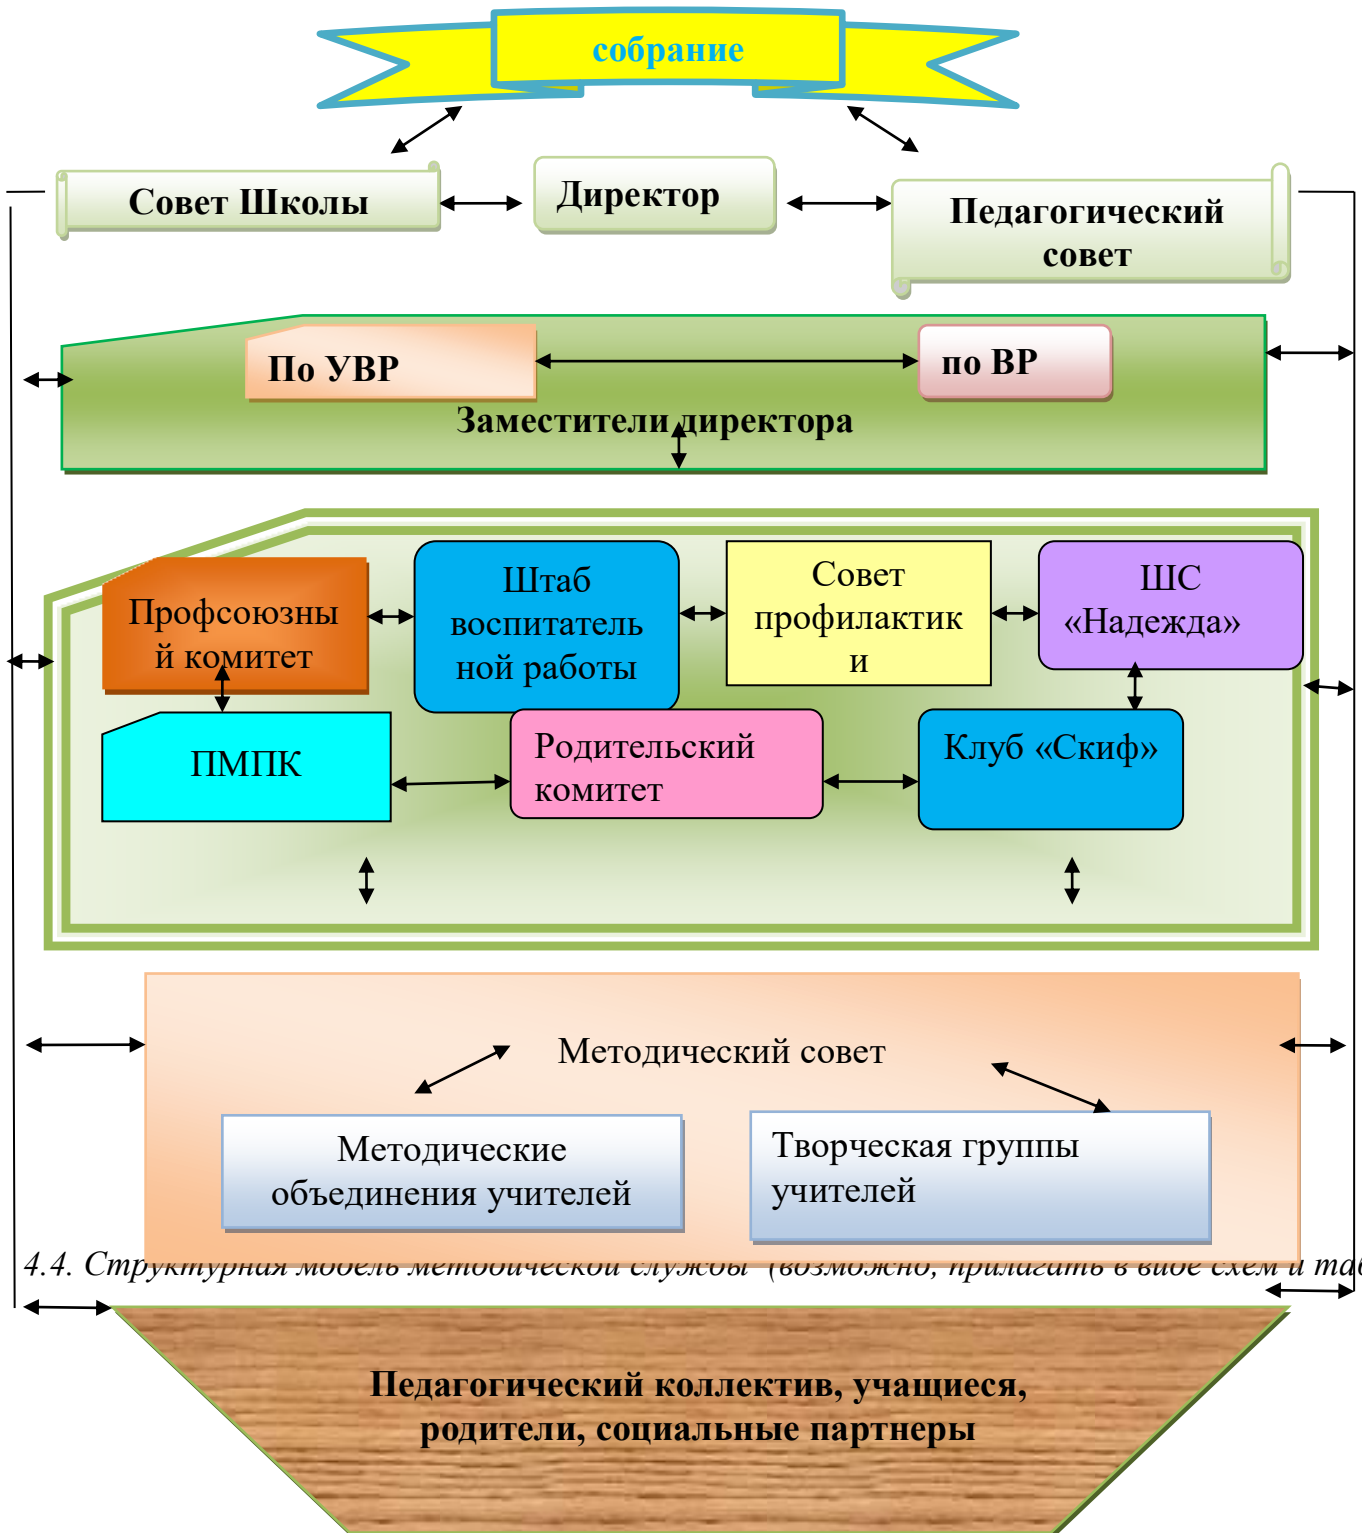 собрание
Совет Школы
Директор
Педагогический
совет
По УВР
по ВР
Заместители директора
Профсоюзны
й комитет
Штаб
воспитатель
ной работы
Совет
профилактик
и
ШС
«Надежда»
ПМПК
Родительский
комитет
Клуб «Скиф»
Методический совет
Методические
объединения учителей
Творческая группы
учителей
4.4. Структурная модель методической службы (возможно, прилагать в виде схем и таб
Педагогический коллектив, учащиеся,
родители, социальные партнеры